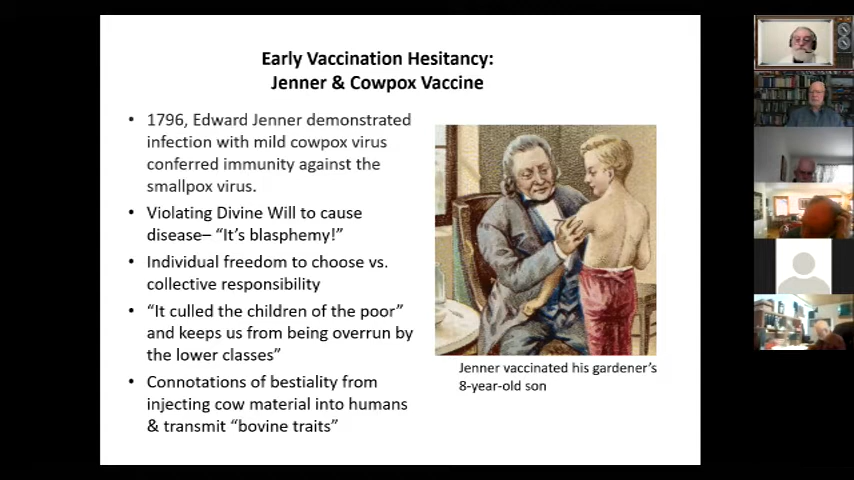 Early Vaccination Hesitancy:
Jenner & Cowpox Vaccine
• 1796, Edward Jenner demonstrated
infection with mild cowpox virus
conferred immunity against the
smallpox virus.
• Violating Divine Will to cause
disease– “It’s blasphemy!”
• Individual freedom to choose vs.
collective responsibility
• “It culled the children of the poor”
and keeps us from being overrun by
the lower classes”
• Connotations of bestiality from
injecting cow material into humans
& transmit “bovine traits”
Jenner vaccinated his gardener’s
8-year-old son